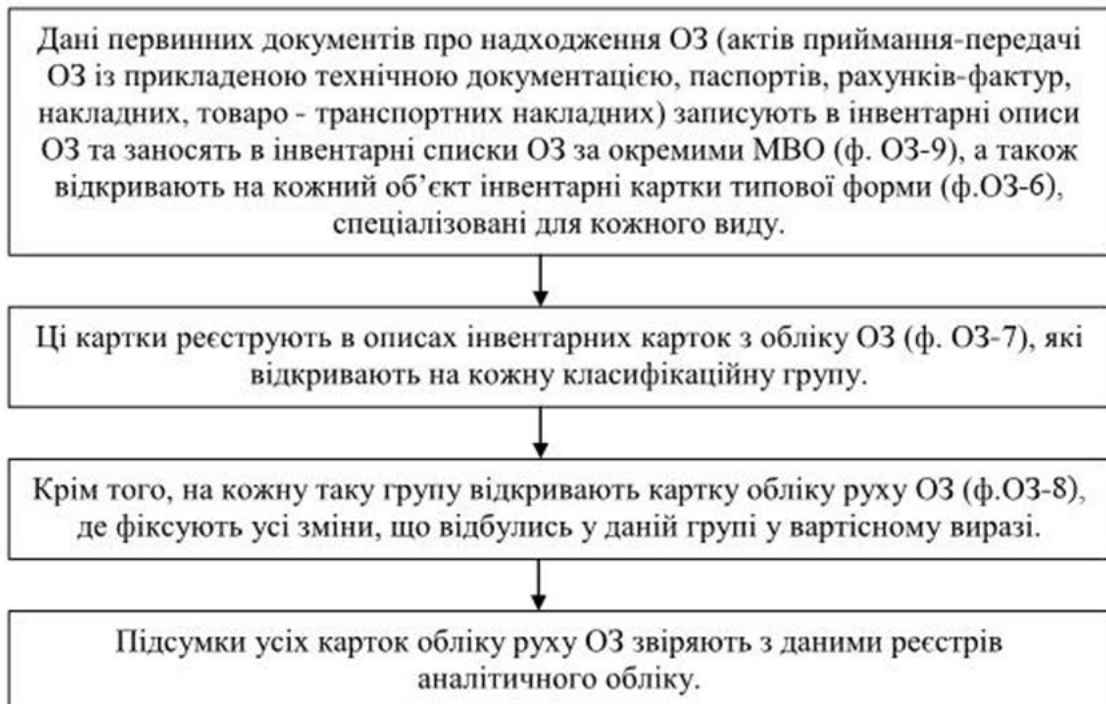 Дані первинних документів про надходження ОЗ (актів приймання-передачі
ОЗ із прикладеною технічною документацією, паспортів, рахунків-фактур,
накладних, товаро - транспортних накладних) записують в інвентарні описи
ОЗ та заносять в інвентарні списки ОЗ за окремими МВО (ф. ОЗ-9), а також
відкривають на кожний об’єкт інвентарні картки типової форми (ф.ОЗ-6),
спеціалізовані для кожного виду.
Ці картки реєструють в описах інвентарних карток з обліку ОЗ (ф. ОЗ-7), які
відкривають на кожну класифікаційну групу.
Крім того, на кожну таку групу відкривають картку обліку руху ОЗ (ф.ОЗ-8),
де фіксують усі зміни, що відбулись у даній групі у вартісному виразі.
Підсумки усіх карток обліку руху ОЗ звіряють з даними реєстрів
аналітичного обліку.